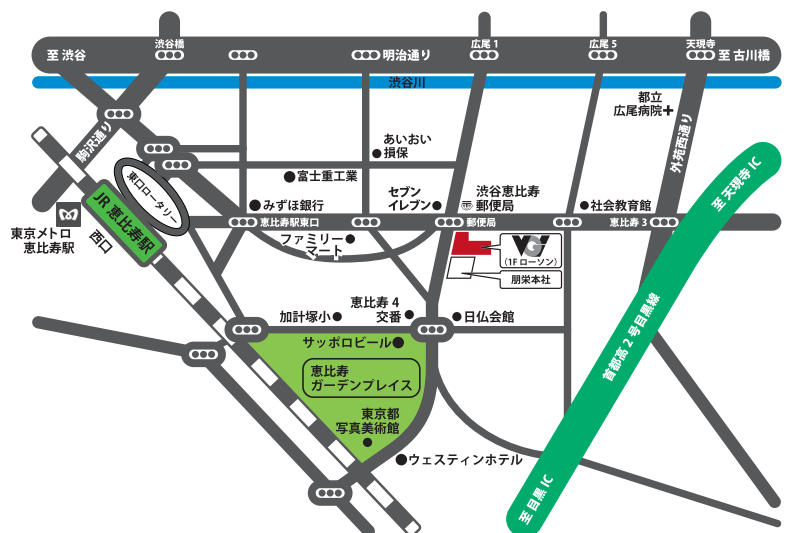 渋谷橋
広尾1
広尾5
天現寺
至 渋谷
明治通り
至 古川橋
渋谷川
都立
広尾病院
駒沢通り
外苑西通り
あいおい
損保
富士重工業
至天現寺 IC
東口ロータリー
JR 恵比寿駅
みずほ銀行
セブン
イレブン
渋谷恵比寿
郵便局
社会教育館
恵比寿駅東口
郵便局
恵比寿 3
東京メトロ
恵比寿駅
西口
ファミリー
マート
VGI
(1F ローソン)
朋栄本社
恵比寿 4
交番
加計塚小
日仏会館
サッポロビール
恵比寿
ガーデンプレイス
首都高2号目黒線
東京都
写真美術館
ウェスティンホテル
至目黒 IC